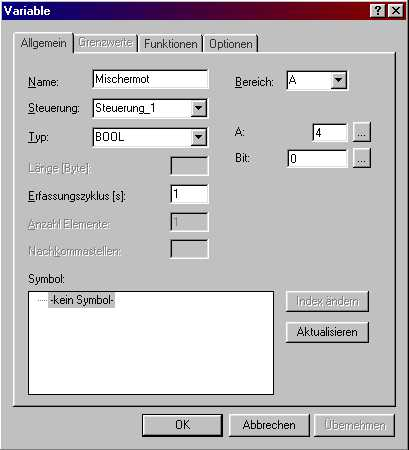 Variable
Allgemein Grenzwerte Funktionen Optionen
Name: Mischermot Bereich: A
Steuerung: Steuerung_1
Typ: BOOL A: 4 ...
Länge [Byte]: Bit: 0 ...
Erfassungszyklus [s]: 1
Anzahl Elemente: 1
Nachkommastellen:
Symbol:
-kein Symbol- Index ändern
Aktualisieren
OK Abbrechen Übernehmen